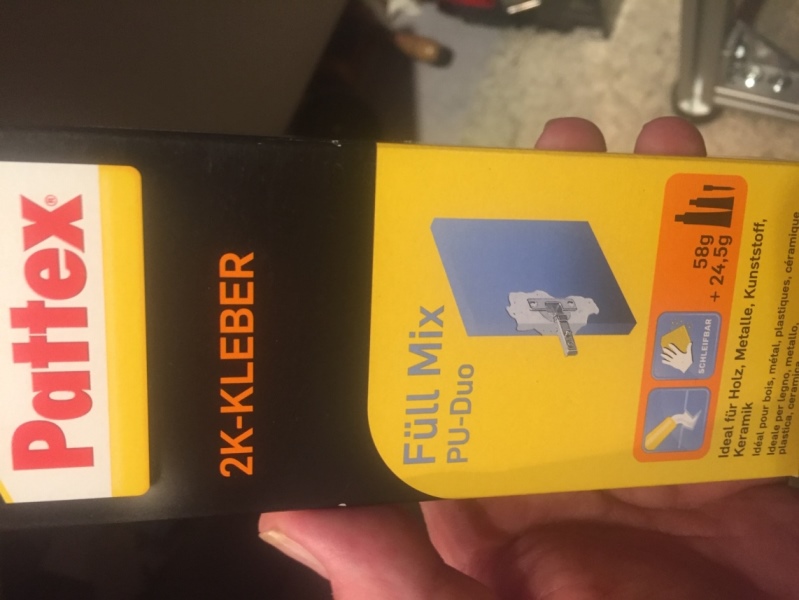 Pattex®
2K-KLEBER
Füll Mix
PU-Duo
58g
+ 24,5g
SCHLEIFBAR
Ideal für Holz, Metalle, Kunststoff,
Keramik
Idéal pour bois, métal, plastiques, céramique
Ideale per legno, metallo,
plastica, ceramica